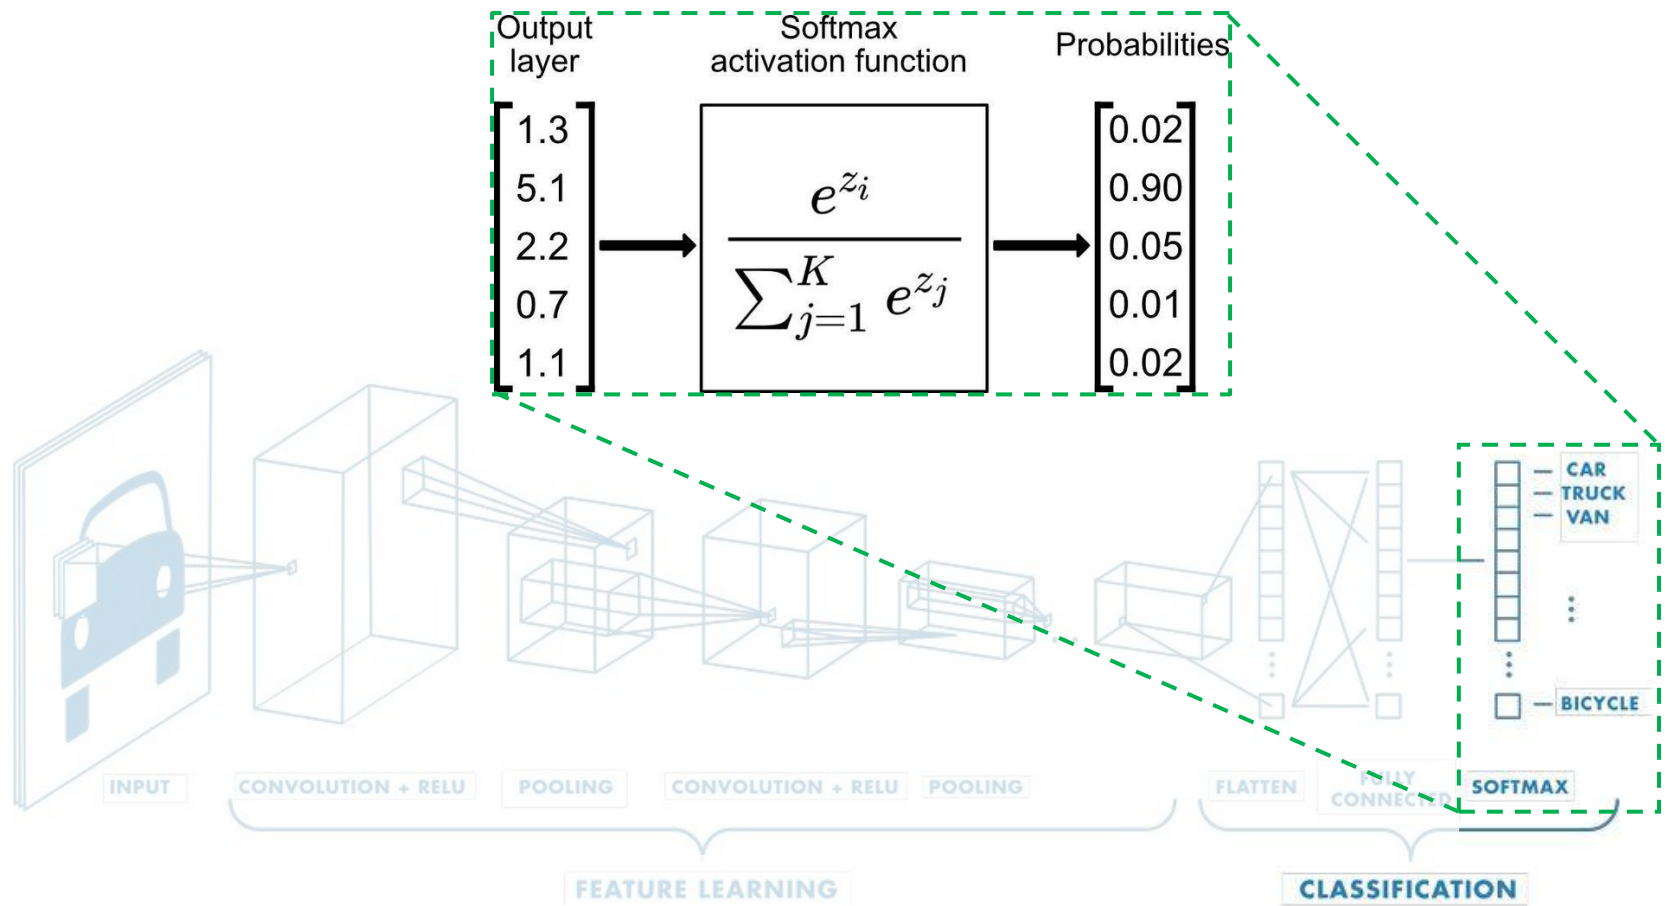 Output
layer
Softmax
activation function
Probabilities
1.3
5.1
2.2
0.7
1.1
e^{z_i}
∑_{j=1}^{K} e^{z_j}
0.02
0.90
0.05
0.01
0.02
CAR
TRUCK
VAN
BICYCLE
INPUT
CONVOLUTION + RELU
POOLING
CONVOLUTION + RELU
POOLING
FLATTEN
FULLY
CONNECTED
SOFTMAX
FEATURE LEARNING
CLASSIFICATION